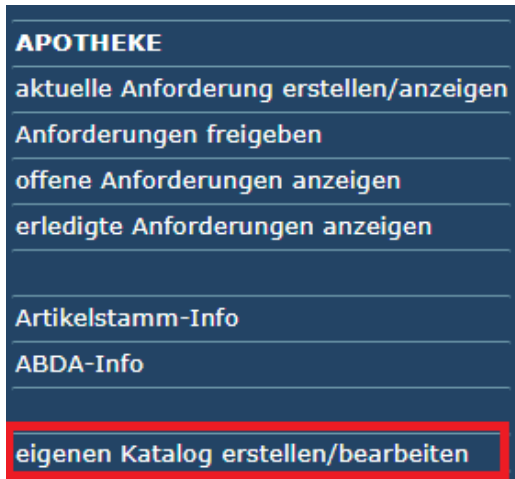 APOTHEKE
aktuelle Anforderung erstellen/anzeigen
Anforderungen freigeben
offene Anforderungen anzeigen
erledigte Anforderungen anzeigen
Artikelstamm-Info
ABDA-Info
eigenen Katalog erstellen/bearbeiten